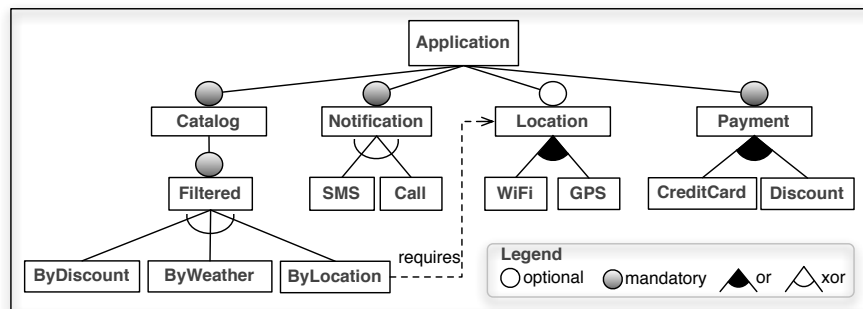 Application
Catalog
Notification
Location
Payment
Filtered
SMS
Call
WiFi
GPS
CreditCard
Discount
ByDiscount
ByWeather
ByLocation
requires
Legend
optional
mandatory
or
xor